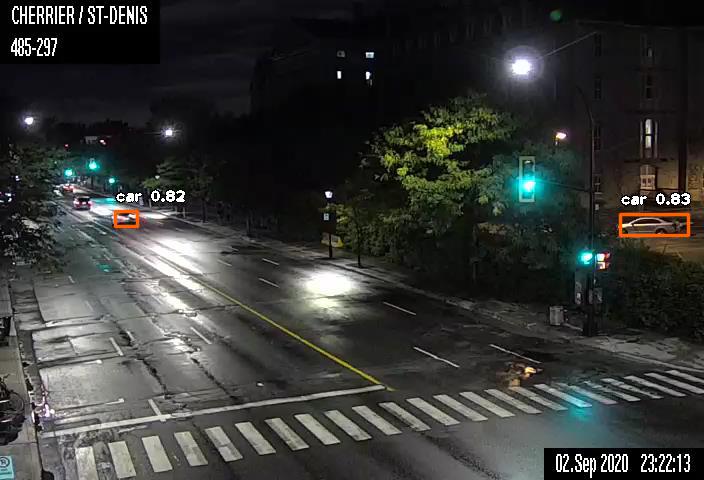 CHERRIER / ST-DENIS
485-297
car 0.82
car 0.83
02.Sep 2020 23:22:13